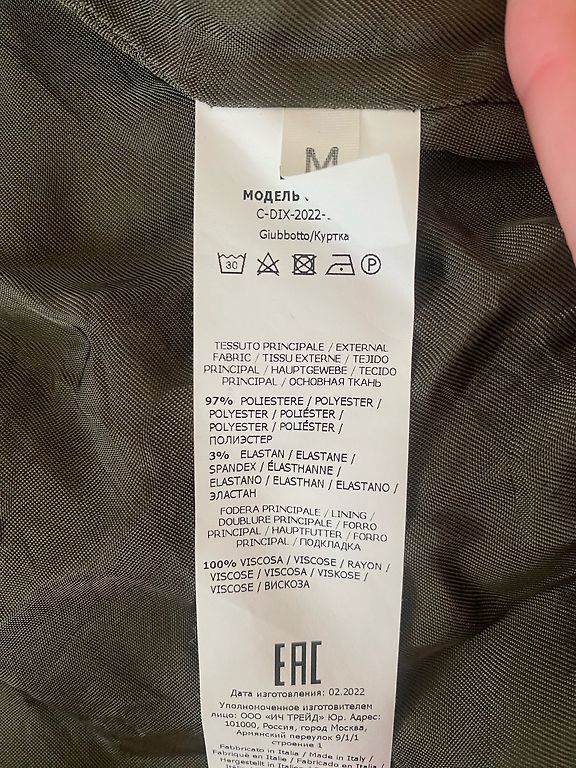 M
МОДЕЛЬ
C-DIX-2022-
Giubbotto/Куртка
30
P
TESSUTO PRINCIPALE / EXTERNAL
FABRIC / TISSU EXTERNE / TEJIDO
PRINCIPAL / HAUPTGEWEBE / TECIDO
PRINCIPAL / ОСНОВНАЯ ТКАНЬ
97% POLIESTERE / POLYESTER /
POLYESTER / POLIÉSTER /
POLYESTER / POLIÉSTER /
ПОЛИЭСТЕР
3% ELASTAN / ELASTANE /
SPANDEX / ÉLASTHANNE /
ELASTANO / ELASTHAN / ELASTANO /
ЭЛАСТАН
FODERA PRINCIPALE / LINING /
DOUBLURE PRINCIPALE / FORRO
PRINCIPAL / HAUPTFUTTER / FORRO
PRINCIPAL / ПОДКЛАДКА
100% VISCOSA / VISCOSE / RAYON /
VISCOSE / VISCOSA / VISKOSE /
VISCOSE / ВИСКОЗА
EAC
Дата изготовления: 02.2022
Уполномоченное изготовителем
лицо: ООО «ИЧ ТРЕЙД» Юр. Адрес:
101000, Россия, город Москва,
Армянский переулок 9/1/1
строение 1
Fabbricato in Italia / Made in Italy /
Fabriqué en Italie / Fabricado en Italia /
Hergestellt in Italien /